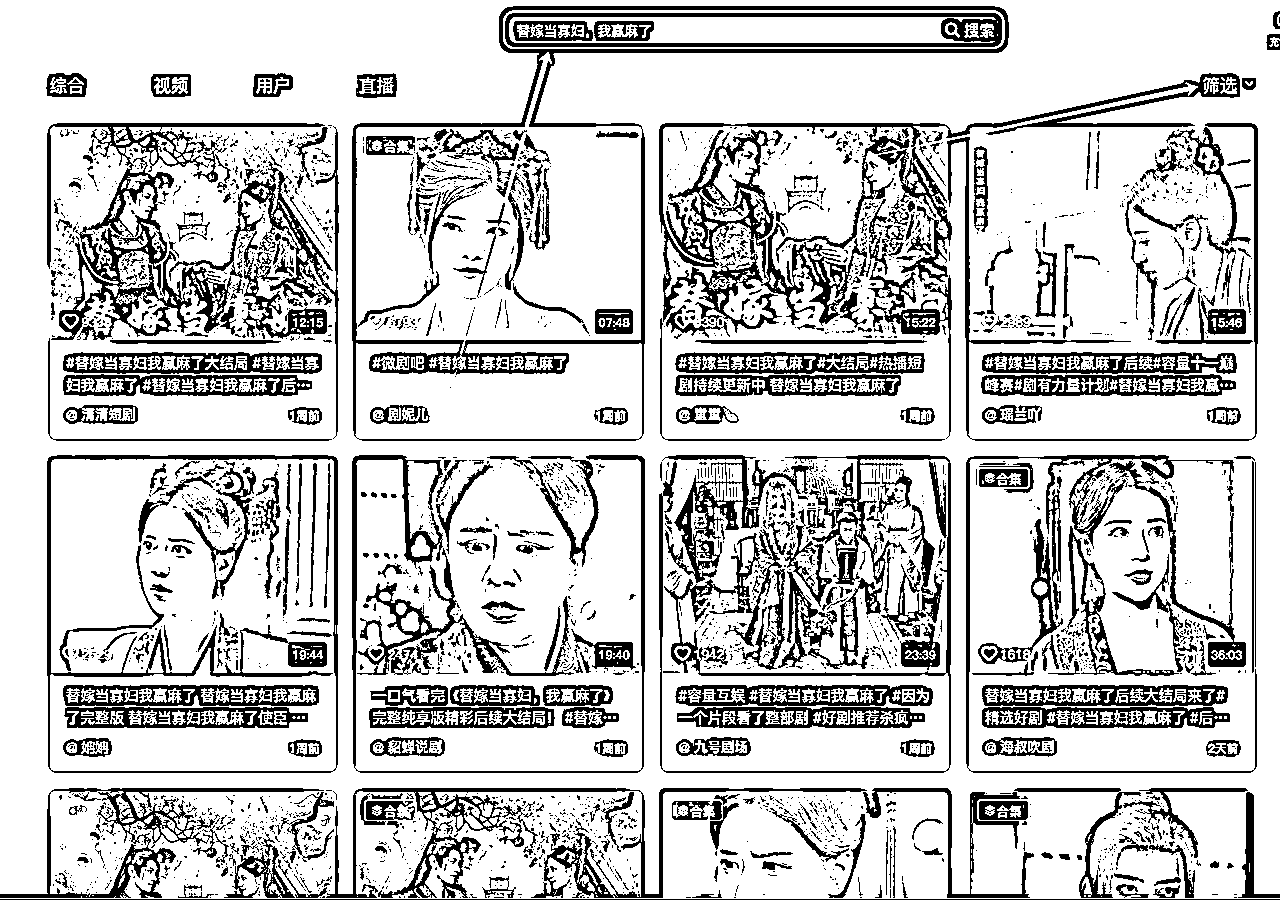 替嫁当寡妇，我赢麻了
搜索
综合
视频
用户
直播
筛选
12:15
#替嫁当寡妇我赢麻了大结局 #替嫁当寡
妇我赢麻了 #替嫁当寡妇我赢麻了后…
@清清短剧
1周前
合集
07:48
#微剧吧 #替嫁当寡妇我赢麻了
@剧妮儿
1周前
替嫁当
15:22
#替嫁当寡妇我赢麻了#大结局#热播短
剧持续更新中 替嫁当寡妇我赢麻了
1周前
15:46
#替嫁当寡妇我赢麻了后续#容量十一巅
峰赛#剧有力量计划#替嫁当寡妇我赢…
@瑶兰吖
1周前
19:44
替嫁当寡妇我赢麻了 替嫁当寡妇我赢麻
了完整版 替嫁当寡妇我赢麻了使臣…
1周前
19:40
一口气看完《替嫁当寡妇，我赢麻了》
完整纯享版精彩后续大结局！ #替嫁…
@貂蝉说剧
1周前
23:39
#容量互娱 #替嫁当寡妇我赢麻了 #因为
一个片段看了整部剧 #好剧推荐杀疯…
@九号剧场
1周前
合集
1618
36:03
替嫁当寡妇我赢麻了后续大结局来了#
精选好剧 #替嫁当寡妇我赢麻了 #后…
@海叔吹剧
2天前
合集
合集
合集